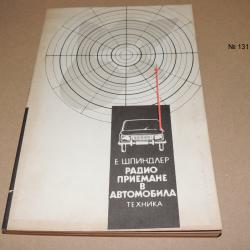 № 131
Е. ШПИНДЛЕР
РАДИО
ПРИЕМАНЕ
В
АВТОМОБИЛА
ТЕХНИКА